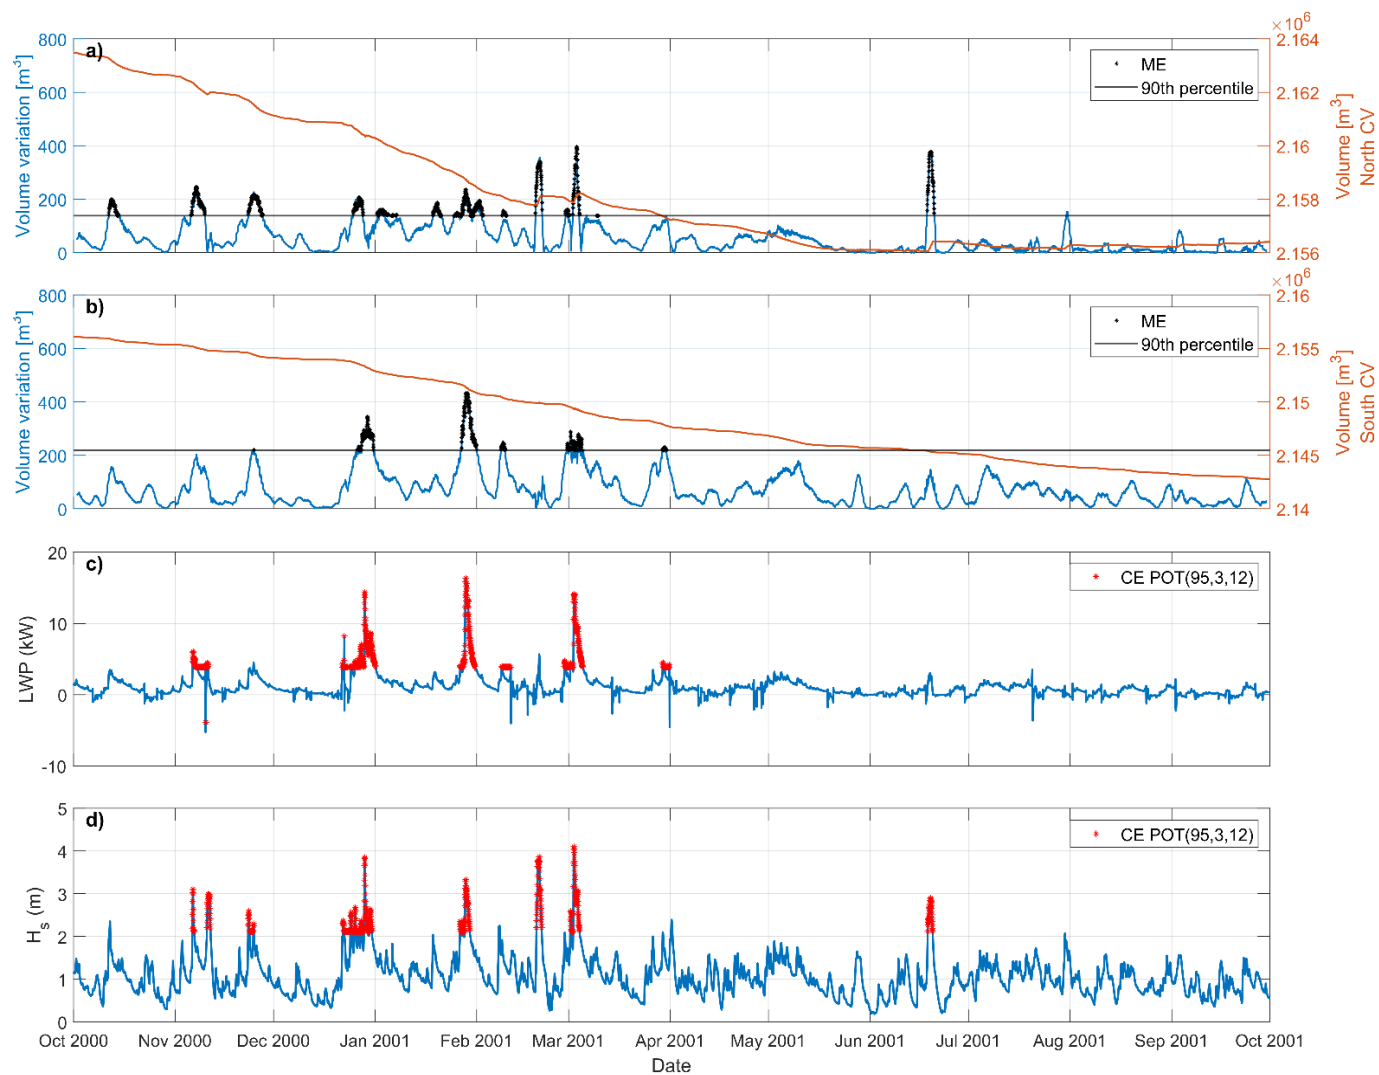 a)
×10⁶
Volume variation [m³]
800
600
400
200
0
ME
90th percentile
2.164
2.162
2.16
2.158
2.156
Volume [m³]
North CV
b)
×10⁶
Volume variation [m³]
800
600
400
200
0
ME
90th percentile
2.16
2.155
2.15
2.145
2.14
Volume [m³]
South CV
c)
LWP (kW)
20
10
0
-10
CE POT(95,3,12)
d)
Hₛ (m)
5
4
3
2
1
0
CE POT(95,3,12)
Oct 2000 Nov 2000 Dec 2000 Jan 2001 Feb 2001 Mar 2001 Apr 2001 May 2001 Jun 2001 Jul 2001 Aug 2001 Sep 2001 Oct 2001
Date